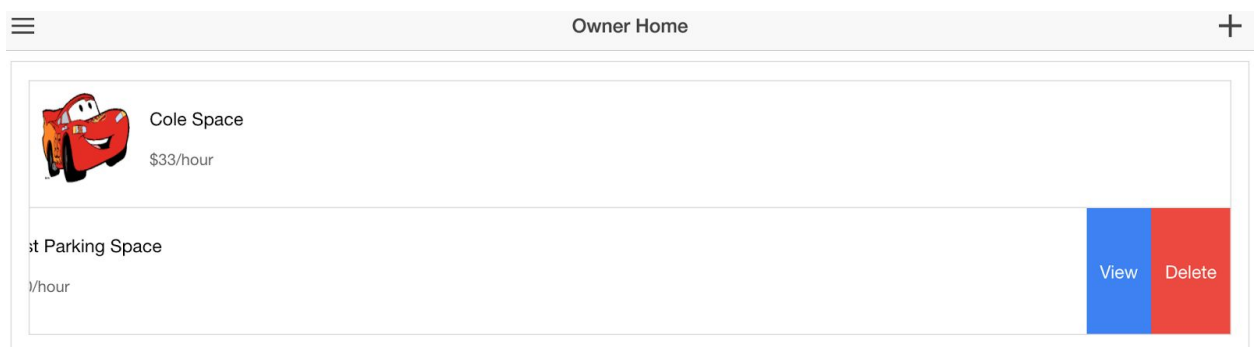 Owner Home
Cole Space
$33/hour
st Parking Space
/hour
View
Delete